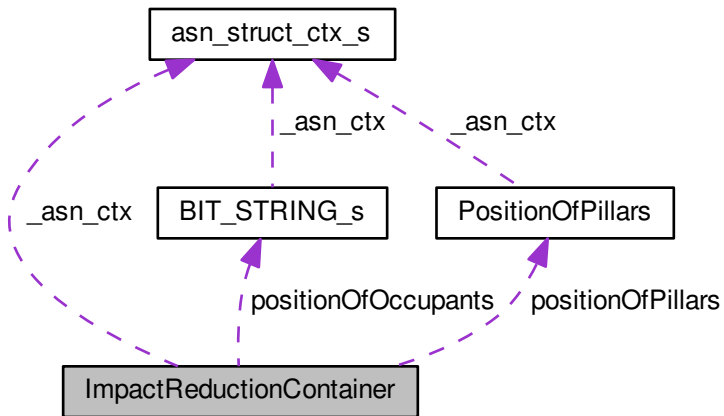 asn_struct_ctx_s
_asn_ctx
_asn_ctx
_asn_ctx
BIT_STRING_s
PositionOfPillars
positionOfOccupants
positionOfPillars
ImpactReductionContainer